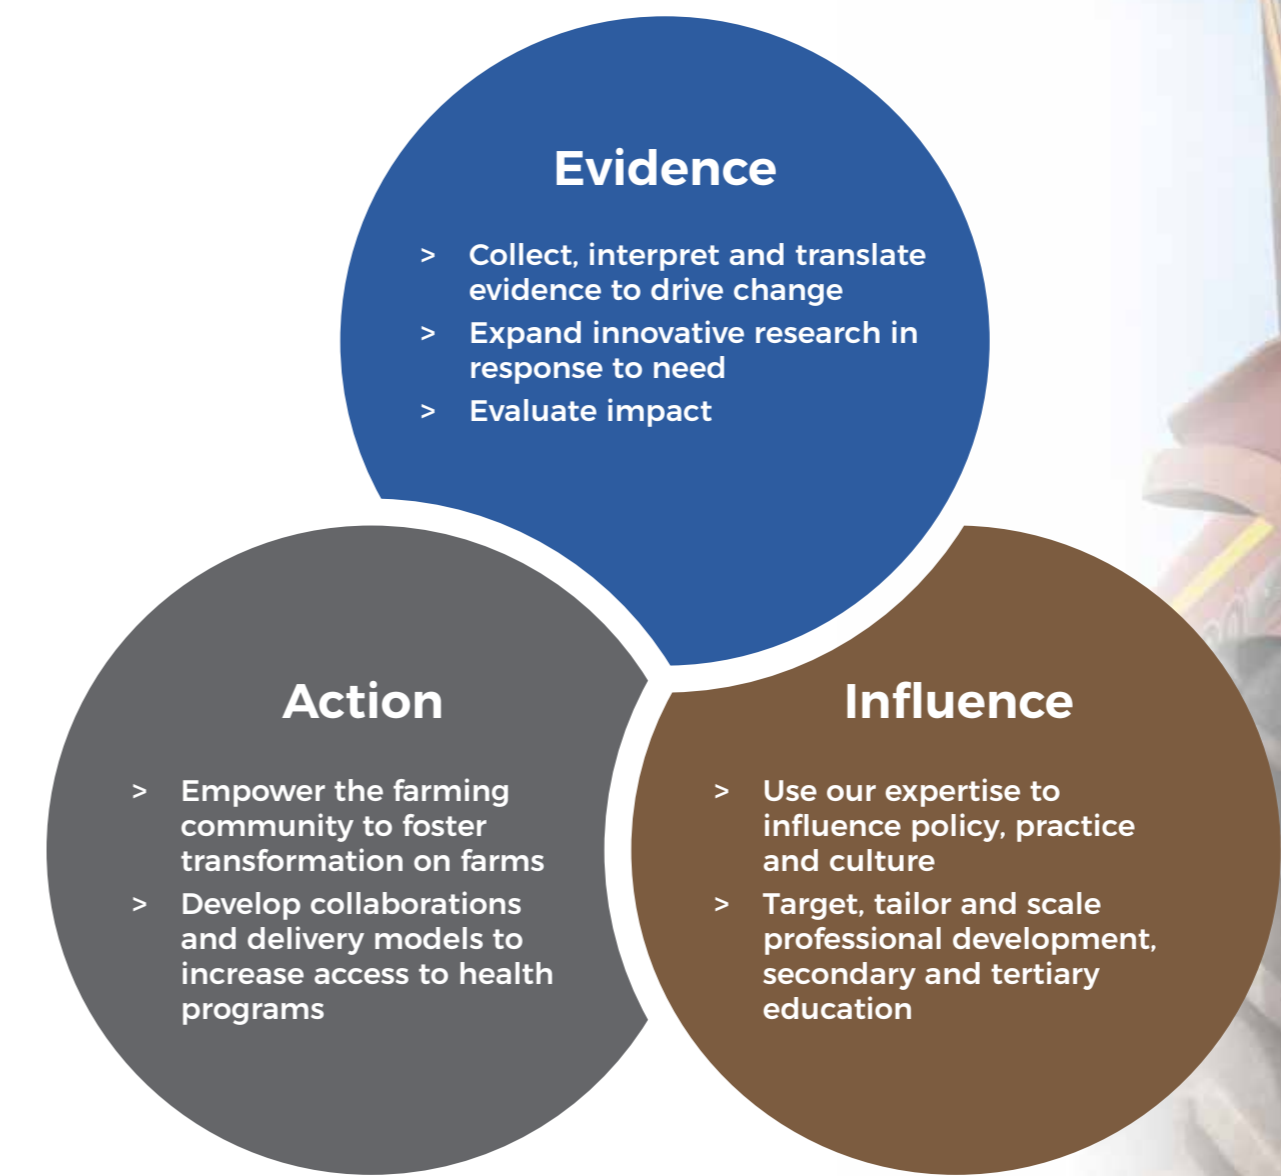 Evidence
> Collect, interpret and translate
evidence to drive change
> Expand innovative research in
response to need
> Evaluate impact
Action
> Empower the farming
community to foster
transformation on farms
> Develop collaborations
and delivery models to
increase access to health
programs
Influence
> Use our expertise to
influence policy, practice
and culture
> Target, tailor and scale
professional development,
secondary and tertiary
education